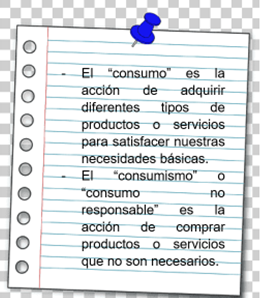 - El “consumo” es la
acción de adquirir
diferentes tipos de
productos o servicios
para satisfacer nuestras
necesidades básicas.
- El “consumismo” o
“consumo no
responsable” es la
acción de comprar
productos o servicios
que no son necesarios.